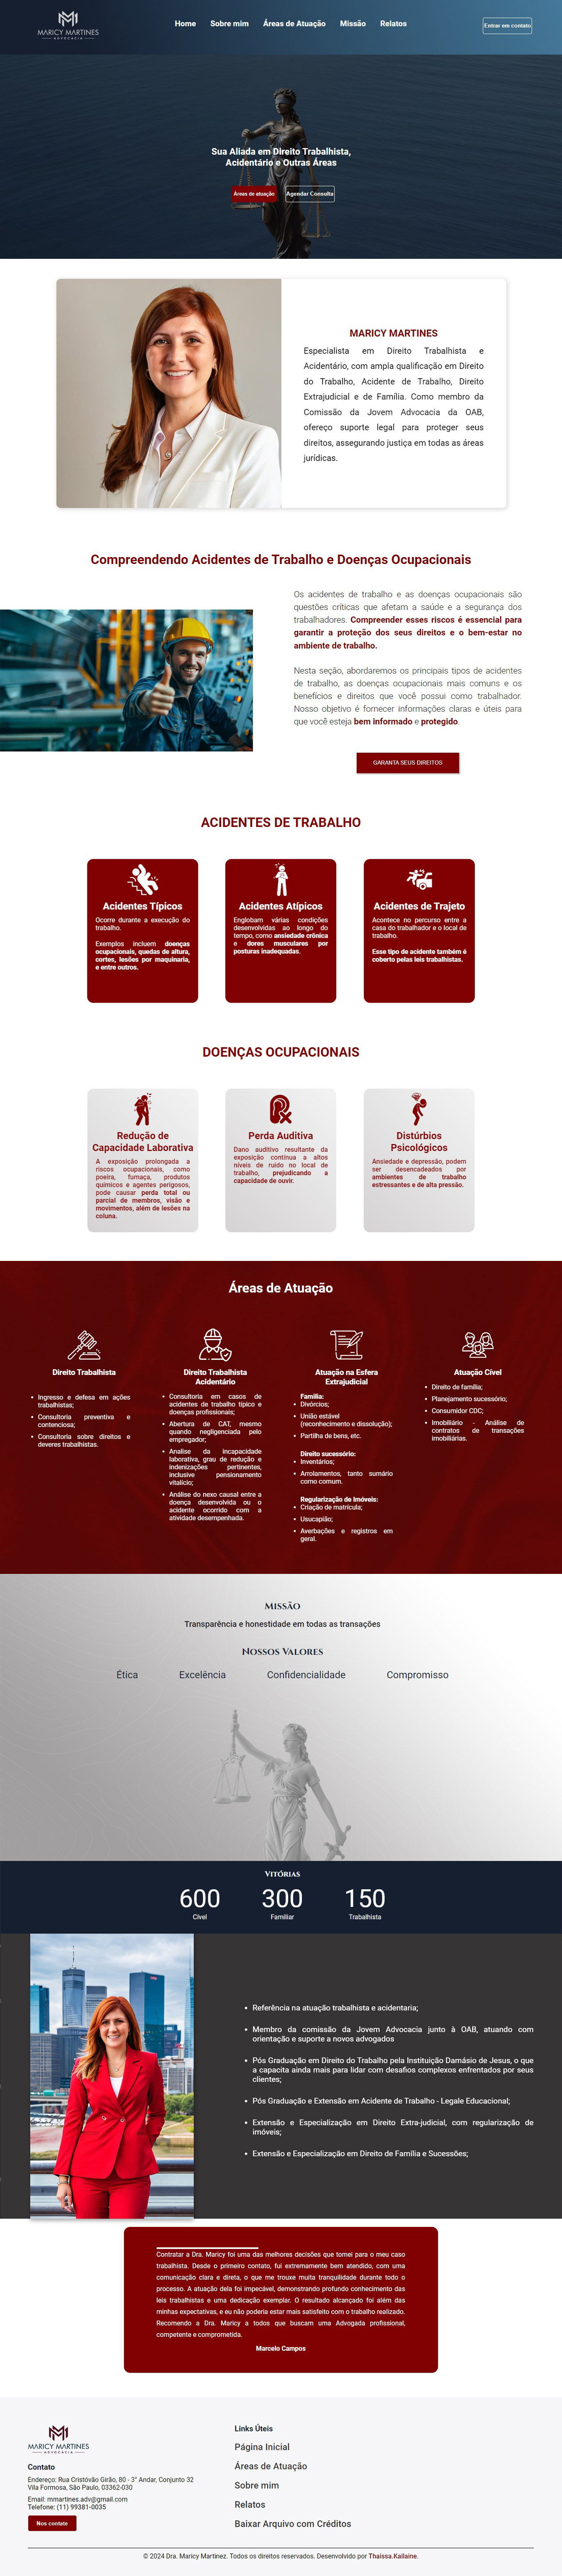 MARICY MARTINES
ADVOCACIA
Home Sobre mim Áreas de Atuação Missão Relatos
Entrar em contato
Sua Aliada em Direito Trabalhista,
Acidentário e Outras Áreas
Áreas de atuação Agendar Consulta
MARICY MARTINES
Especialista em Direito Trabalhista e
Acidentário, com ampla qualificação em Direito
do Trabalho, Acidente de Trabalho, Direito
Extrajudicial e de Família. Como membro da
Comissão da Jovem Advocacia da OAB,
ofereço suporte legal para proteger seus
direitos, assegurando justiça em todas as áreas
jurídicas.
Compreendendo Acidentes de Trabalho e Doenças Ocupacionais
Os acidentes de trabalho e as doenças ocupacionais são
questões críticas que afetam a saúde e a segurança dos
trabalhadores. Compreender esses riscos é essencial para
garantir a proteção dos seus direitos e o bem-estar no
ambiente de trabalho.
Nesta seção, abordaremos os principais tipos de acidentes
de trabalho, as doenças ocupacionais mais comuns e os
benefícios e direitos que você possui como trabalhador.
Nosso objetivo é fornecer informações claras e úteis para
que você esteja bem informado e protegido.
GARANTA SEUS DIREITOS
ACIDENTES DE TRABALHO
Acidentes Típicos
Ocorre durante a execução do
trabalho.
Exemplos incluem doenças
ocupacionais, quedas de altura,
cortes, lesões por maquinaria,
e entre outros.
Acidentes Atípicos
Englobam várias condições
desenvolvidas ao longo do
tempo, como ansiedade crônica
e dores musculares por
posturas inadequadas.
Acidentes de Trajeto
Acontece no percurso entre a
casa do trabalhador e o local de
trabalho.
Esse tipo de acidente também é
coberto pelas leis trabalhistas.
DOENÇAS OCUPACIONAIS
Redução de
Capacidade Laborativa
A exposição prolongada a
riscos ocupacionais, como
poeira, fumaça, produtos
químicos e agentes perigosos,
pode causar perda total ou
parcial de membros, visão e
movimentos, além de lesões na
coluna.
Perda Auditiva
Dano auditivo resultante da
exposição contínua a altos
níveis de ruído no local de
trabalho, prejudicando a
capacidade de ouvir.
Distúrbios
Psicológicos
Ansiedade e depressão, podem
ser desencadeados por
ambientes de trabalho
estressantes e de alta pressão.
Áreas de Atuação
Direito Trabalhista
• Ingresso e defesa em ações
trabalhistas;
• Consultoria preventiva e
contenciosa;
• Consultoria sobre direitos e
deveres trabalhistas.
Direito Trabalhista
Acidentário
• Consultoria em casos de
acidentes de trabalho típico e
doenças profissionais;
• Abertura de CAT, mesmo
quando negligenciada pelo
empregador;
• Analise da incapacidade
laborativa, grau de redução e
indenizações pertinentes,
inclusive pensionamento
vitalício;
• Análise do nexo causal entre a
doença desenvolvida ou o
acidente ocorrido com a
atividade desempenhada.
Atuação na Esfera
Extrajudicial
Família:
• Divórcios;
• União estável
(reconhecimento e dissolução);
• Partilha de bens, etc.
Direito sucessório:
• Inventários;
• Arrolamentos, tanto sumário
como comum.
Regularização de Imóveis:
• Criação de matrícula;
• Usucapião;
• Averbações e registros em
geral.
Atuação Cível
• Direito de família;
• Planejamento sucessório;
• Consumidor CDC;
• Imobiliário - Análise de
contratos de transações
imobiliárias.
Missão
Transparência e honestidade em todas as transações
Nossos Valores
Ética Excelência Confidencialidade Compromisso
Vitórias
600 300 150
Cível Familiar Trabalhista
• Referência na atuação trabalhista e acidentaria;
• Membro da comissão da Jovem Advocacia junto à OAB, atuando com
orientação e suporte a novos advogados
• Pós Graduação em Direito do Trabalho pela Instituição Damásio de Jesus, o que
a capacita ainda mais para lidar com desafios complexos enfrentados por seus
clientes;
• Pós Graduação e Extensão em Acidente de Trabalho - Legale Educacional;
• Extensão e Especialização em Direito Extra-judicial, com regularização de
imóveis;
• Extensão e Especialização em Direito de Família e Sucessões;
Contratar a Dra. Maricy foi uma das melhores decisões que tomei para o meu caso
trabalhista. Desde o primeiro contato, fui extremamente bem atendido, com uma
comunicação clara e direta, o que me trouxe muita tranquilidade durante todo o
processo. A atuação dela foi impecável, demonstrando profundo conhecimento das
leis trabalhistas e uma dedicação exemplar. O resultado alcançado foi além das
minhas expectativas, e eu não poderia estar mais satisfeito com o trabalho realizado.
Recomendo a Dra. Maricy a todos que buscam uma Advogada profissional,
competente e comprometida.
Marcelo Campos
MARICY MARTINES
ADVOCACIA
Contato
Endereço: Rua Cristóvão Girão, 80 - 3° Andar, Conjunto 32
Vila Formosa, São Paulo, 03362-030
Email: mmartines.adv@gmail.com
Telefone: (11) 99381-0035
Nos contate
Links Úteis
Página Inicial
Áreas de Atuação
Sobre mim
Relatos
Baixar Arquivo com Créditos
© 2024 Dra. Maricy Martinez. Todos os direitos reservados. Desenvolvido por Thaissa.Kailaine.